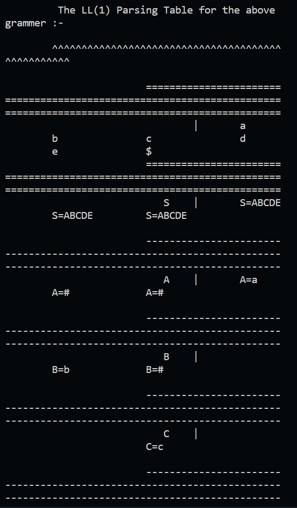 The LL(1) Parsing Table for the above
grammer :-
^^^^^^^^^^^^^^^^^^^^^^^^^^^^^^^^^^^^^^^
^^^^^^^^^^^
=======================
===============================================
===============================================
| a
b c d
e $
=======================
===============================================
===============================================
S | S=ABCDE
S=ABCDE S=ABCDE
-----------------------
-----------------------------------------------
-----------------------------------------------
A | A=a
A=# A=#
-----------------------
-----------------------------------------------
-----------------------------------------------
B |
B=b B=#
-----------------------
-----------------------------------------------
-----------------------------------------------
C |
C=c
-----------------------
-----------------------------------------------
-----------------------------------------------